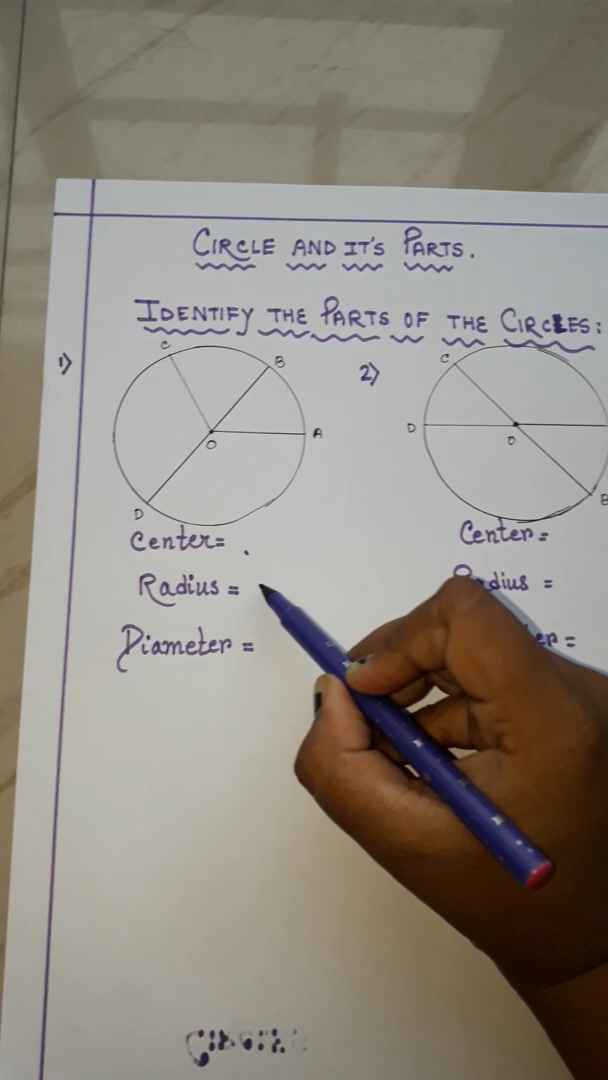 CIRCLE AND IT'S PARTS.
IDENTIFY THE PARTS OF THE CIRCLES:
1)
C
B
A
O
D
2)
C
D
O
B
Center= .
Radius =
Diameter =
Center=
=
=